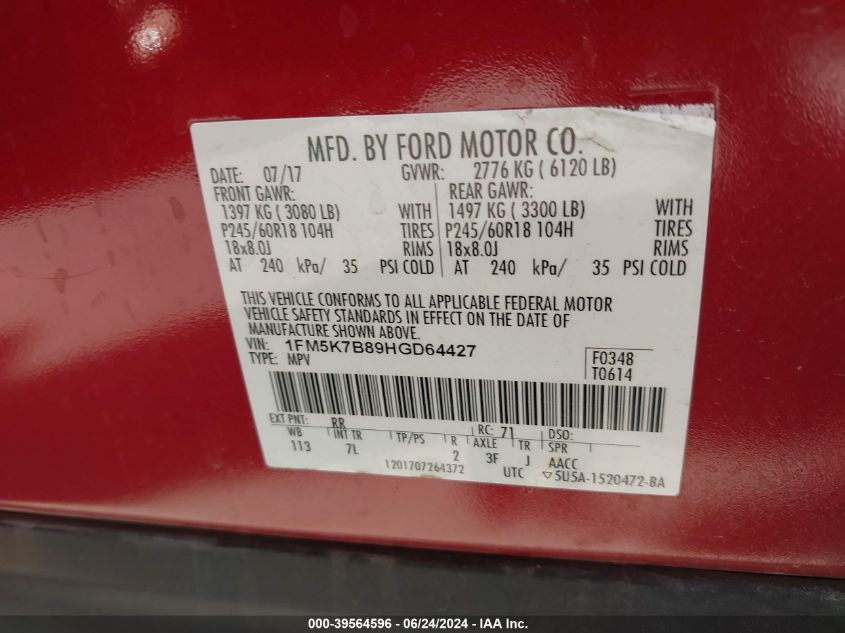 MFD. BY FORD MOTOR CO.
DATE: 07/17 GVWR: 2776 KG ( 6120 LB)
FRONT GAWR: REAR GAWR:
1397 KG ( 3080 LB) WITH 1497 KG ( 3300 LB) WITH
P245/60R18 104H TIRES P245/60R18 104H TIRES
18x8.0J RIMS 18x8.0J RIMS
AT 240 kPa/ 35 PSI COLD AT 240 kPa/ 35 PSI COLD
THIS VEHICLE CONFORMS TO ALL APPLICABLE FEDERAL MOTOR
VEHICLE SAFETY STANDARDS IN EFFECT ON THE DATE OF
MANUFACTURE SHOWN ABOVE.
VIN: 1FM5K7B89HGD64427
TYPE: MPV
F0348
T0614
EXT PNT: RR RC: 71 DSO:
WB INT TR TP/PS R AXLE TR SPR
113 7L 2 3F J AACC
1201707264372 UTC ▽5U5A-1520472-BA
000-39564596 | 06/24/2024 | IAA Inc.